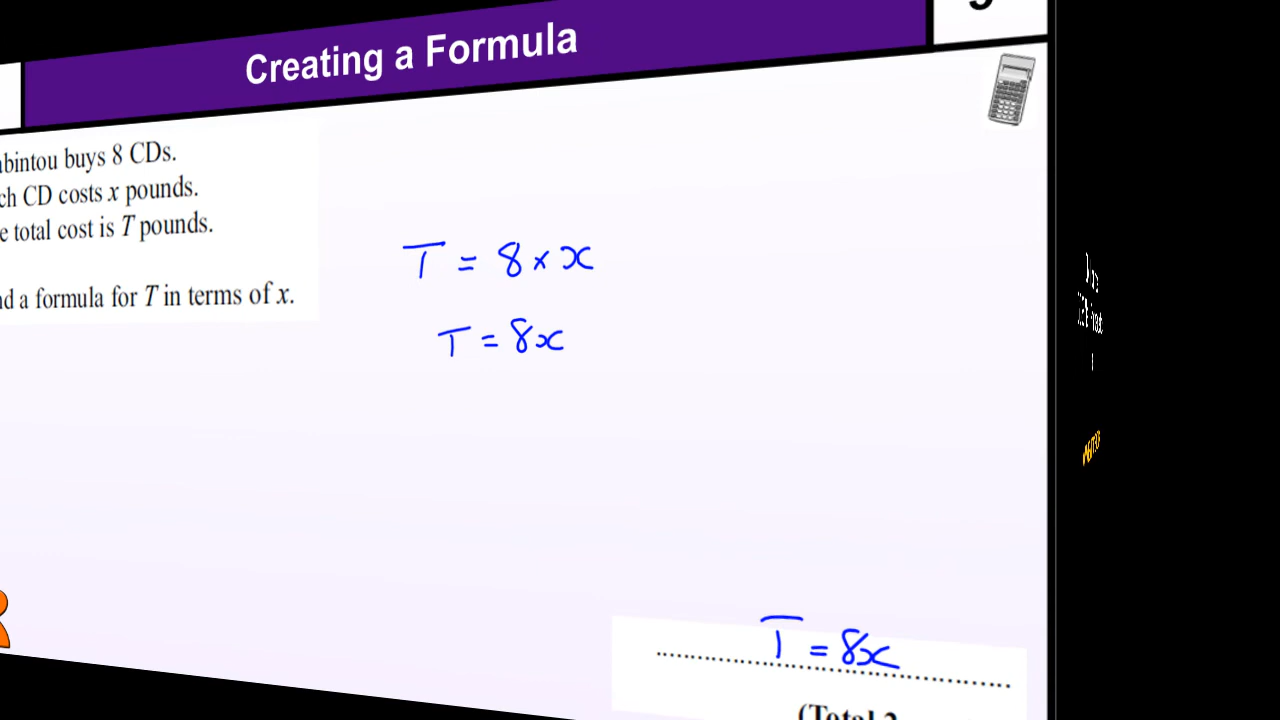 Creating a Formula
buys 8 CDs.
CD costs x pounds.
total cost is T pounds.
a formula for T in terms of x.
T = 8 × x
T = 8x
T = 8x
(Total